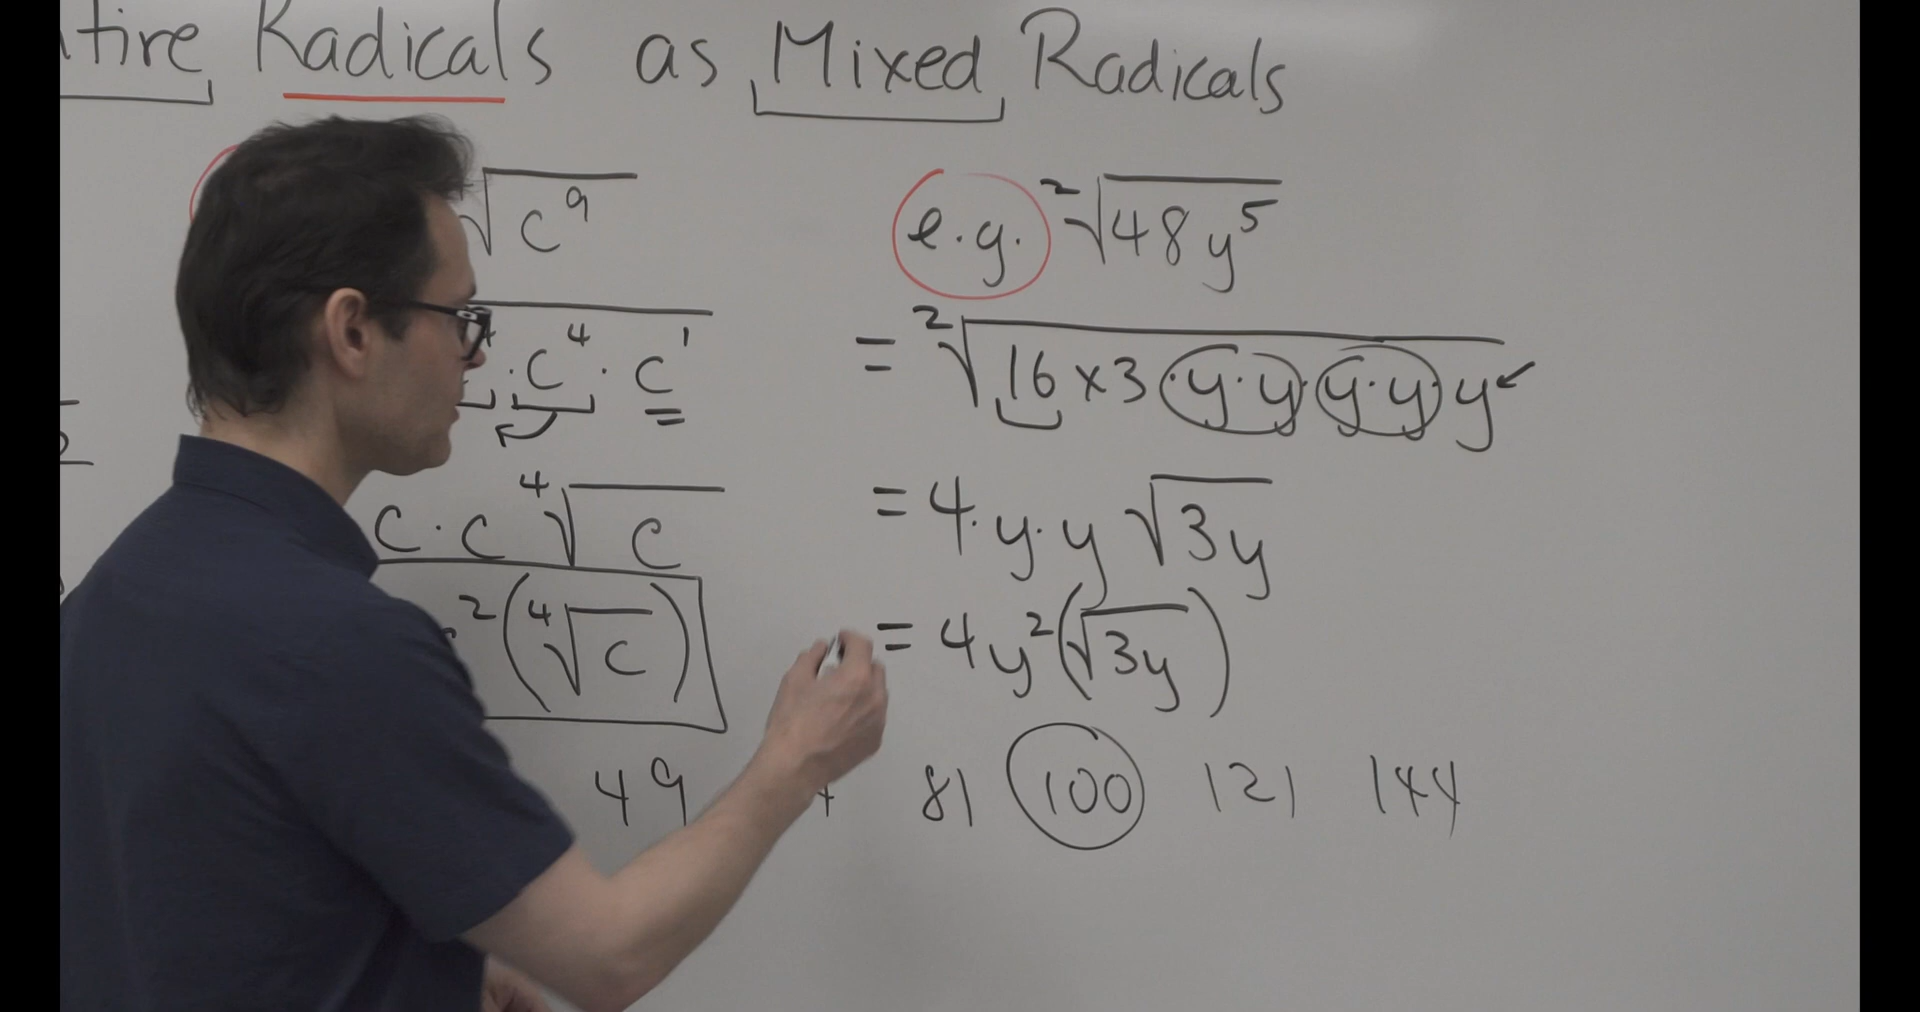 Radicals as Mixed Radicals
√c⁹
· c⁴ · c¹
c · c ⁴√c
²(⁴√c)
e.g. ²√48y⁵
= ²√16 × 3 · y · y · y · y · y
= 4 · y · y √3y
= 4y² (√3y)
49 81 100 121 144